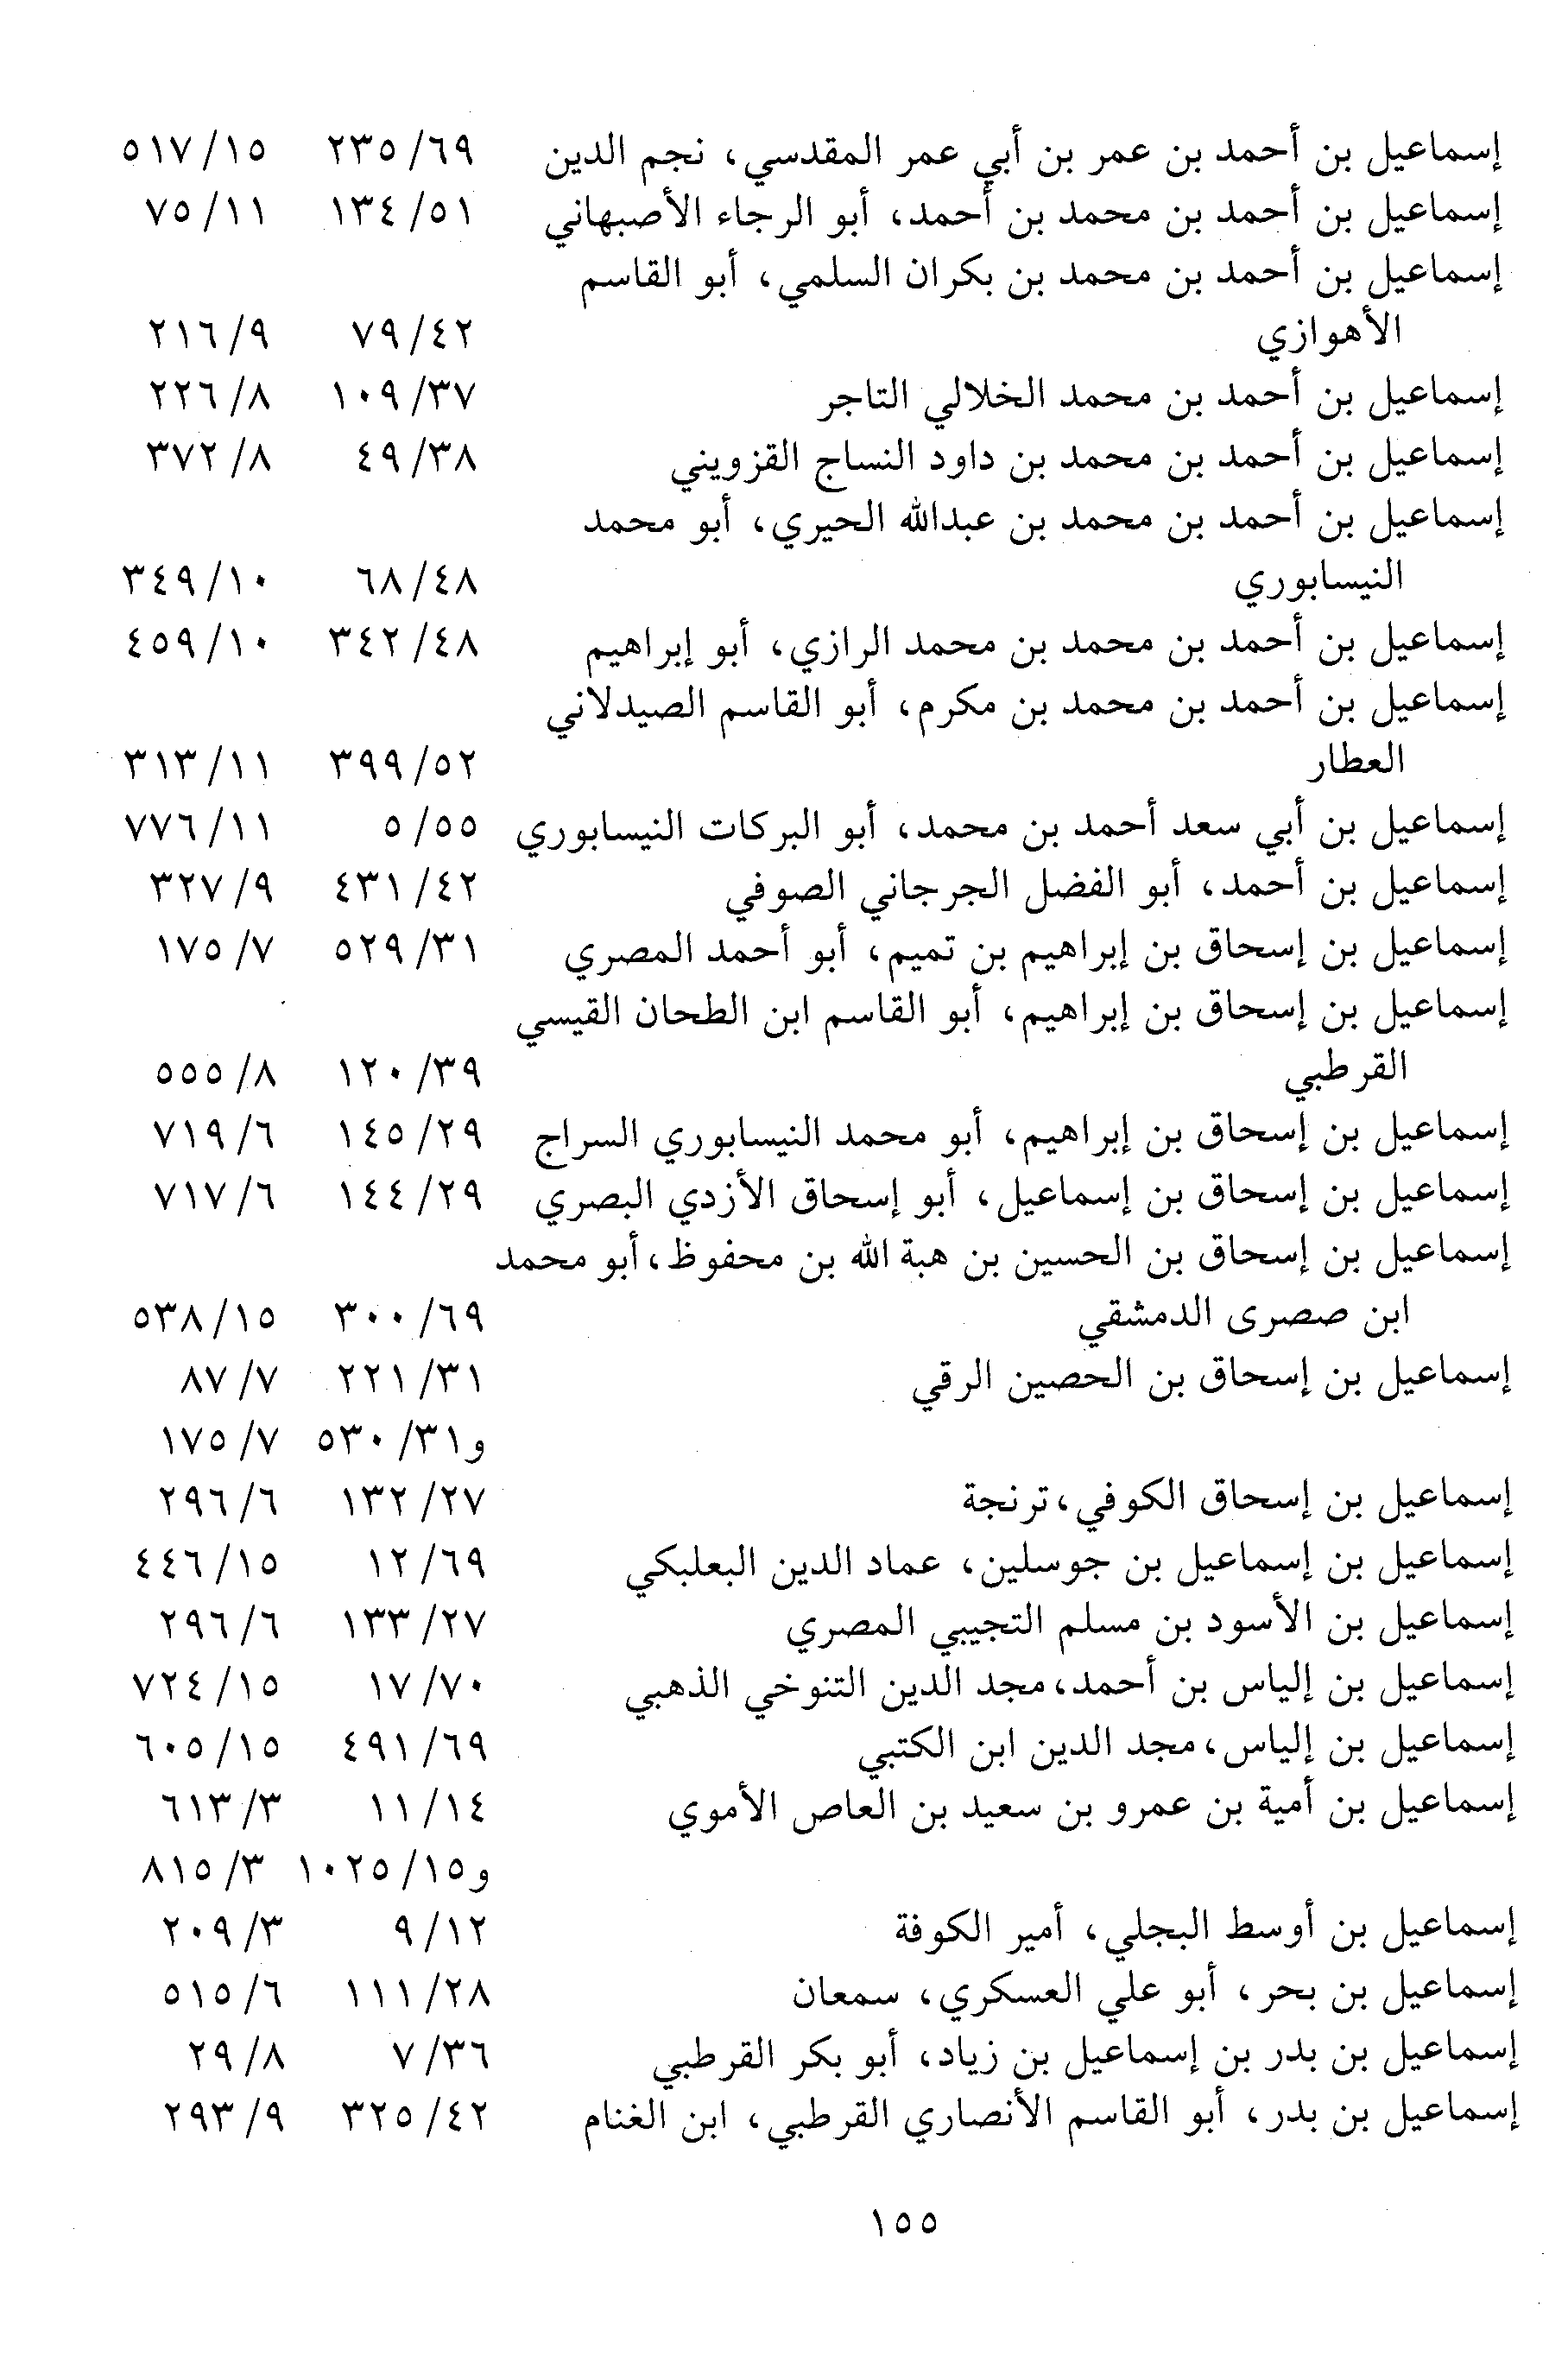 إسماعيل بن أحمد بن عمر بن أبي عمر المقدسي، نجم الدين ٢٣٥/٦٩ ٥١٧/١٥
إسماعيل بن أحمد بن محمد بن أحمد، أبو الرجاء الأصبهاني ١٣٤/٥١ ٧٥/١١
إسماعيل بن أحمد بن محمد بن بكران السلمي، أبو القاسم
الأهوازي ٧٩/٤٢ ٢١٦/٩
إسماعيل بن أحمد بن محمد الخلالي التاجر ١٠٩/٣٧ ٢٢٦/٨
إسماعيل بن أحمد بن محمد بن داود النساج القزويني ٤٩/٣٨ ٣٧٢/٨
إسماعيل بن أحمد بن محمد بن عبدالله الحيري، أبو محمد
النيسابوري ٦٨/٤٨ ٣٤٩/١٠
إسماعيل بن أحمد بن محمد بن محمد الرازي، أبو إبراهيم ٣٤٢/٤٨ ٤٥٩/١٠
إسماعيل بن أحمد بن محمد بن مكرم، أبو القاسم الصيدلاني
العطار ٣٩٩/٥٢ ٣١٣/١١
إسماعيل بن أبي سعد أحمد بن محمد، أبو البركات النيسابوري ٥/٥٥ ٧٧٦/١١
إسماعيل بن أحمد، أبو الفضل الجرجاني الصوفي ٤٣١/٤٢ ٣٢٧/٩
إسماعيل بن إسحاق بن إبراهيم بن تميم، أبو أحمد المصري ٥٢٩/٣١ ١٧٥/٧
إسماعيل بن إسحاق بن إبراهيم، أبو القاسم ابن الطحان القيسي
القرطبي ١٢٠/٣٩ ٥٥٥/٨
إسماعيل بن إسحاق بن إبراهيم، أبو محمد النيسابوري السراج ١٤٥/٢٩ ٧١٩/٦
إسماعيل بن إسحاق بن إسماعيل، أبو إسحاق الأزدي البصري ١٤٤/٢٩ ٧١٧/٦
إسماعيل بن إسحاق بن الحسين بن هبة الله بن محفوظ، أبو محمد
ابن صصرى الدمشقي ٣٠٠/٦٩ ٥٣٨/١٥
إسماعيل بن إسحاق بن الحصين الرقي ٢٢١/٣١ ٨٧/٧
و٥٣٠/٣١ ١٧٥/٧
إسماعيل بن إسحاق الكوفي، ترنجة ١٣٢/٢٧ ٢٩٦/٦
إسماعيل بن إسماعيل بن جوسلين، عماد الدين البعلبكي ١٢/٦٩ ٤٤٦/١٥
إسماعيل بن الأسود بن مسلم التجيبي المصري ١٣٣/٢٧ ٢٩٦/٦
إسماعيل بن إلياس بن أحمد، مجد الدين التنوخي الذهبي ١٧/٧٠ ٧٢٤/١٥
إسماعيل بن إلياس، مجد الدين ابن الكتبي ٤٩١/٦٩ ٦٠٥/١٥
إسماعيل بن أمية بن عمرو بن سعيد بن العاص الأموي ١١/١٤ ٦١٣/٣
و١٠٢٥/١٥ ٨١٥/٣
إسماعيل بن أوسط البجلي، أمير الكوفة ٩/١٢ ٢٠٩/٣
إسماعيل بن بحر، أبو علي العسكري، سمعان ١١١/٢٨ ٥١٥/٦
إسماعيل بن بدر بن إسماعيل بن زياد، أبو بكر القرطبي ٧/٣٦ ٢٩/٨
إسماعيل بن بدر، أبو القاسم الأنصاري القرطبي، ابن الغنام ٣٢٥/٤٢ ٢٩٣/٩
١٥٥